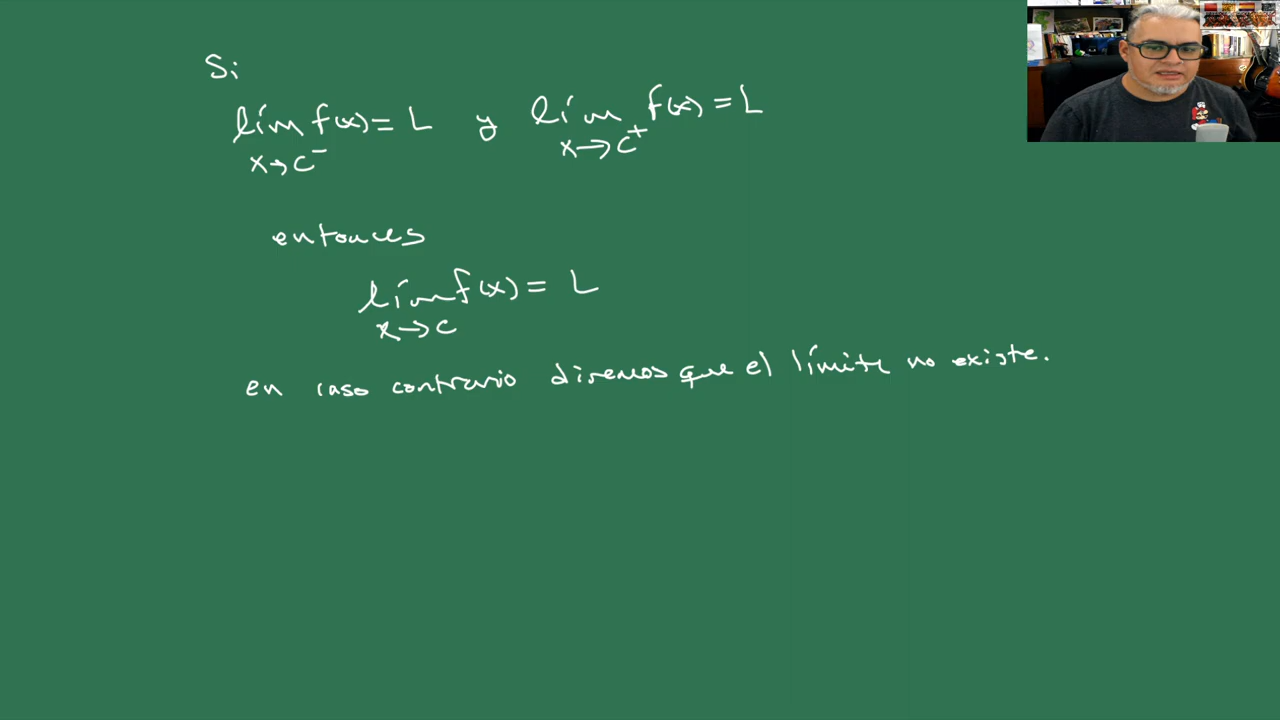 Si
lím f(x) = L y lím f(x) = L
x→c⁻ x→c⁺
entonces
lím f(x) = L
x→c
en caso contrario diremos que el límite no existe.